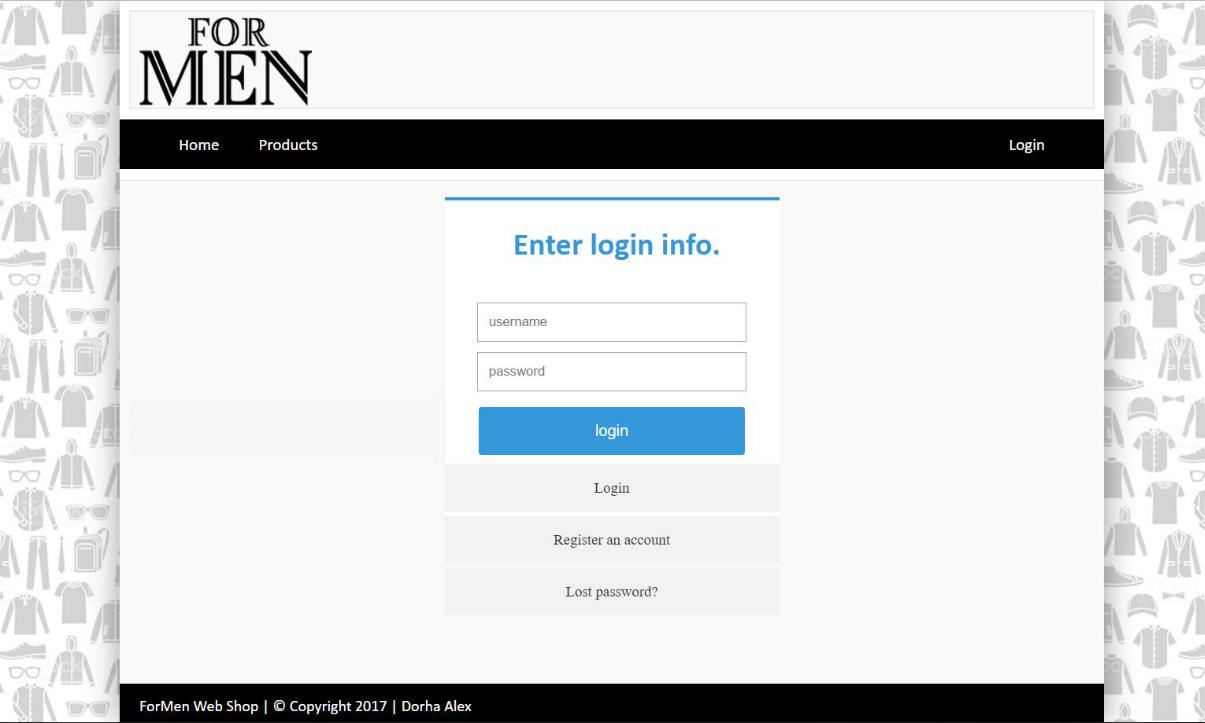 FOR
MEN
Home Products Login
Enter login info.
username
password
login
Login
Register an account
Lost password?
ForMen Web Shop | © Copyright 2017 | Dorha Alex